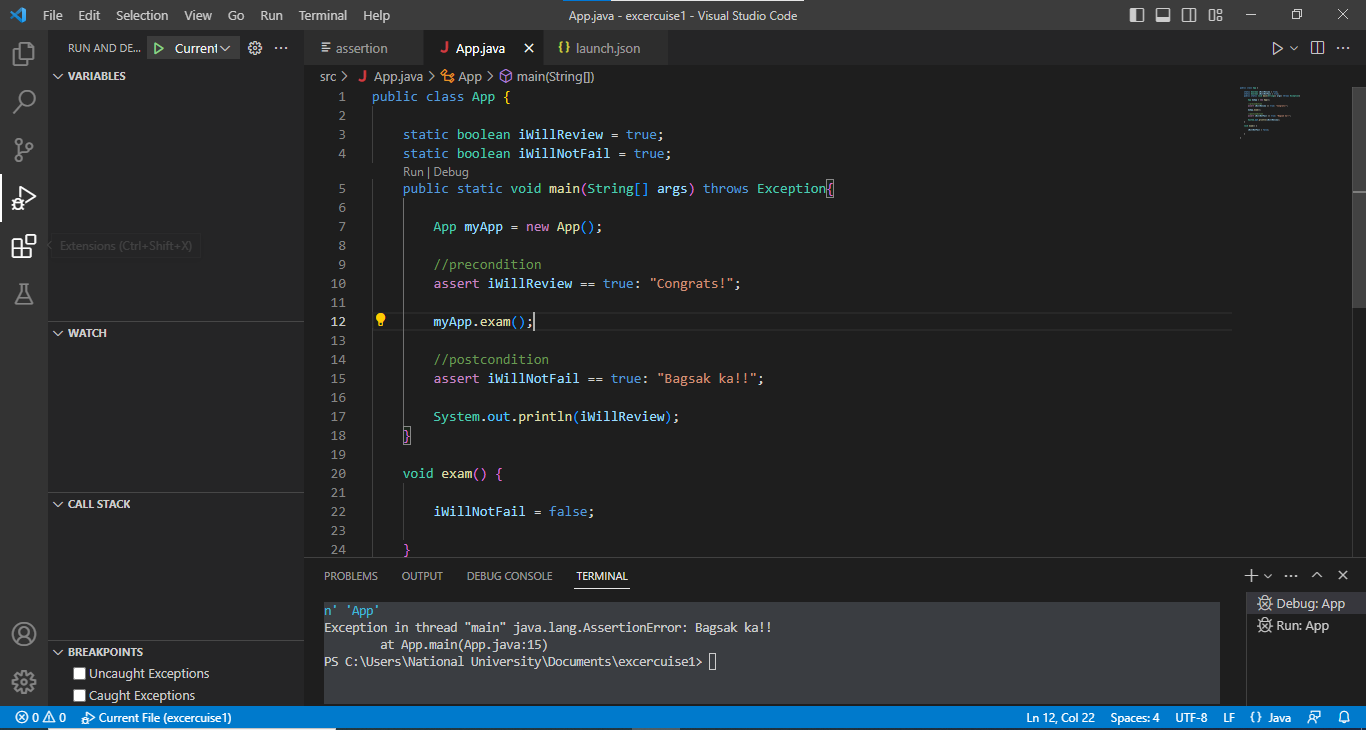 File Edit Selection View Go Run Terminal Help
App.java - excercuise1 - Visual Studio Code
RUN AND DE... Current
assertion
App.java
launch.json
src > App.java > App > main(String[])
VARIABLES
Extensions (Ctrl+Shift+X)
WATCH
CALL STACK
BREAKPOINTS
Uncaught Exceptions
Caught Exceptions
1 public class App {
2
3 static boolean iWillReview = true;
4 static boolean iWillNotFail = true;
Run | Debug
5 public static void main(String[] args) throws Exception{
6
7 App myApp = new App();
8
9 //precondition
10 assert iWillReview == true: "Congrats!";
11
12 myApp.exam();
13
14 //postcondition
15 assert iWillNotFail == true: "Bagsak ka!!";
16
17 System.out.println(iWillReview);
18 }
19
20 void exam() {
21
22 iWillNotFail = false;
23
24 }
PROBLEMS OUTPUT DEBUG CONSOLE TERMINAL
n' 'App'
Exception in thread "main" java.lang.AssertionError: Bagsak ka!!
at App.main(App.java:15)
PS C:\Users\National University\Documents\excercuise1>
Debug: App
Run: App
0 0 Current File (excercuise1)
Ln 12, Col 22 Spaces: 4 UTF-8 LF {} Java